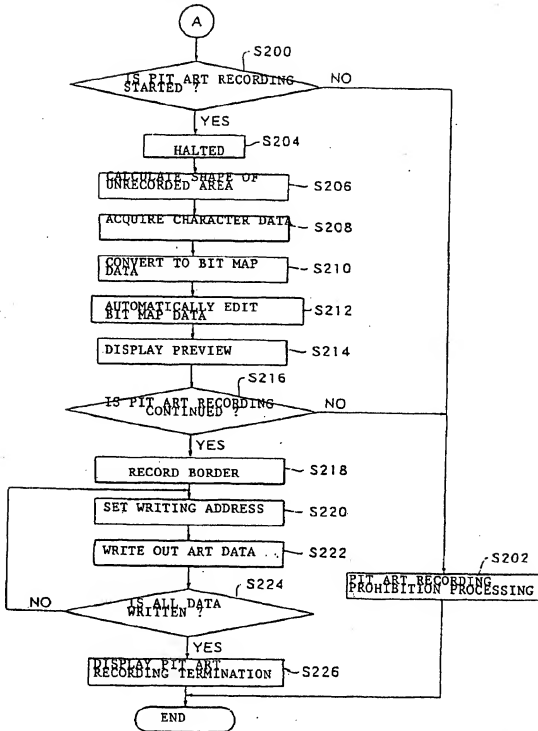 A
S200
IS PIT ART RECORDING
STARTED ?
NO
YES
HALTED
S204
CALCULATE SHAPE OF
UNRECORDED AREA
S206
ACQUIRE CHARACTER DATA
S208
CONVERT TO BIT MAP
DATA
S210
AUTOMATICALLY EDIT
BIT MAP DATA
S212
DISPLAY PREVIEW
S214
S216
IS PIT ART RECORDING
CONTINUED ?
NO
YES
RECORD BORDER
S218
SET WRITING ADDRESS
S220
WRITE OUT ART DATA
S222
S202
PIT ART RECORDING
PROHIBITION PROCESSING
S224
NO
IS ALL DATA
WRITTEN ?
YES
DISPLAY PIT ART
RECORDING TERMINATION
S226
END